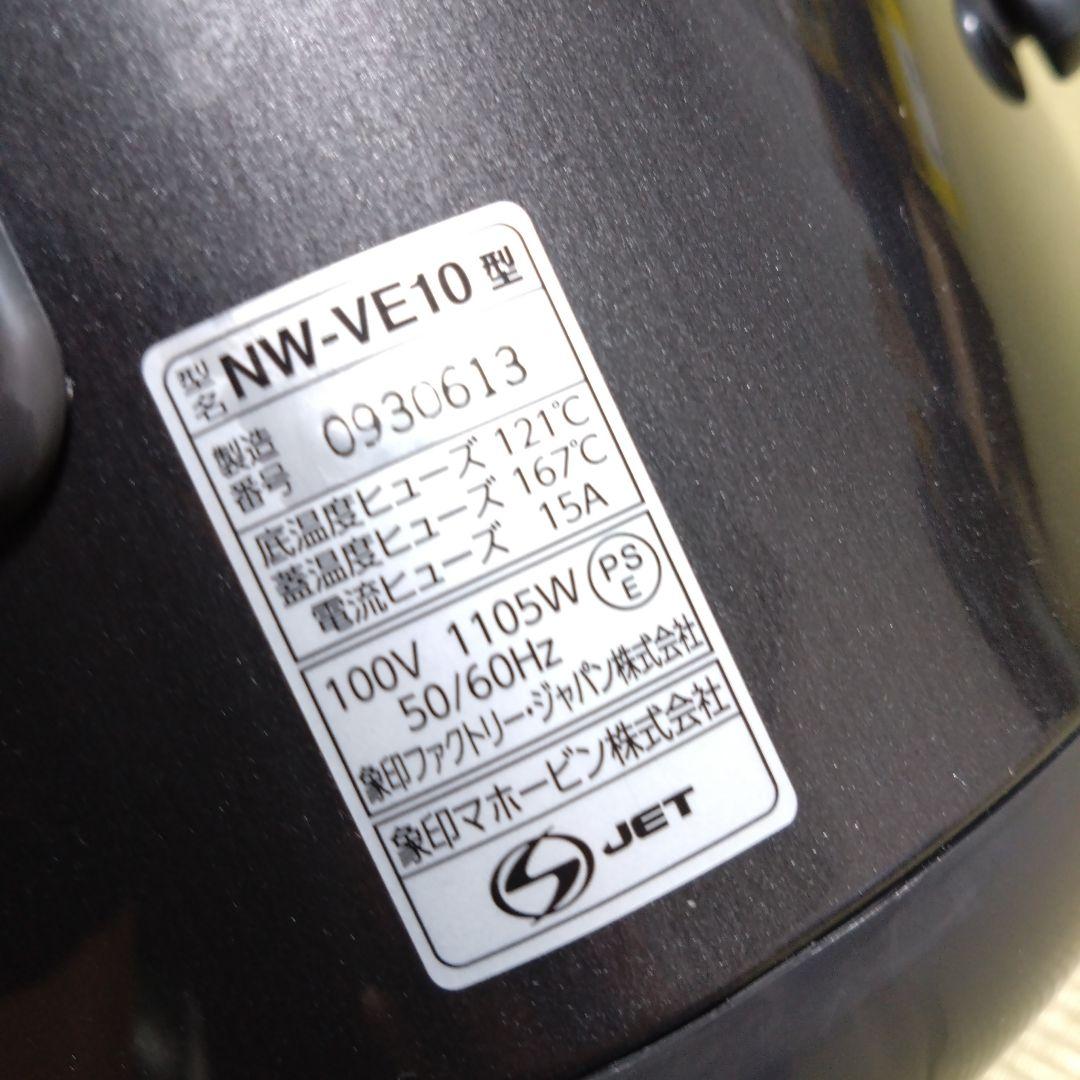 型名 NW-VE10 型
製造番号 0930613
底温度ヒューズ 121℃
蓋温度ヒューズ 167℃
電流ヒューズ 15A
100V 1105W PSE
50/60Hz
象印ファクトリー・ジャパン株式会社
象印マホービン株式会社
JET